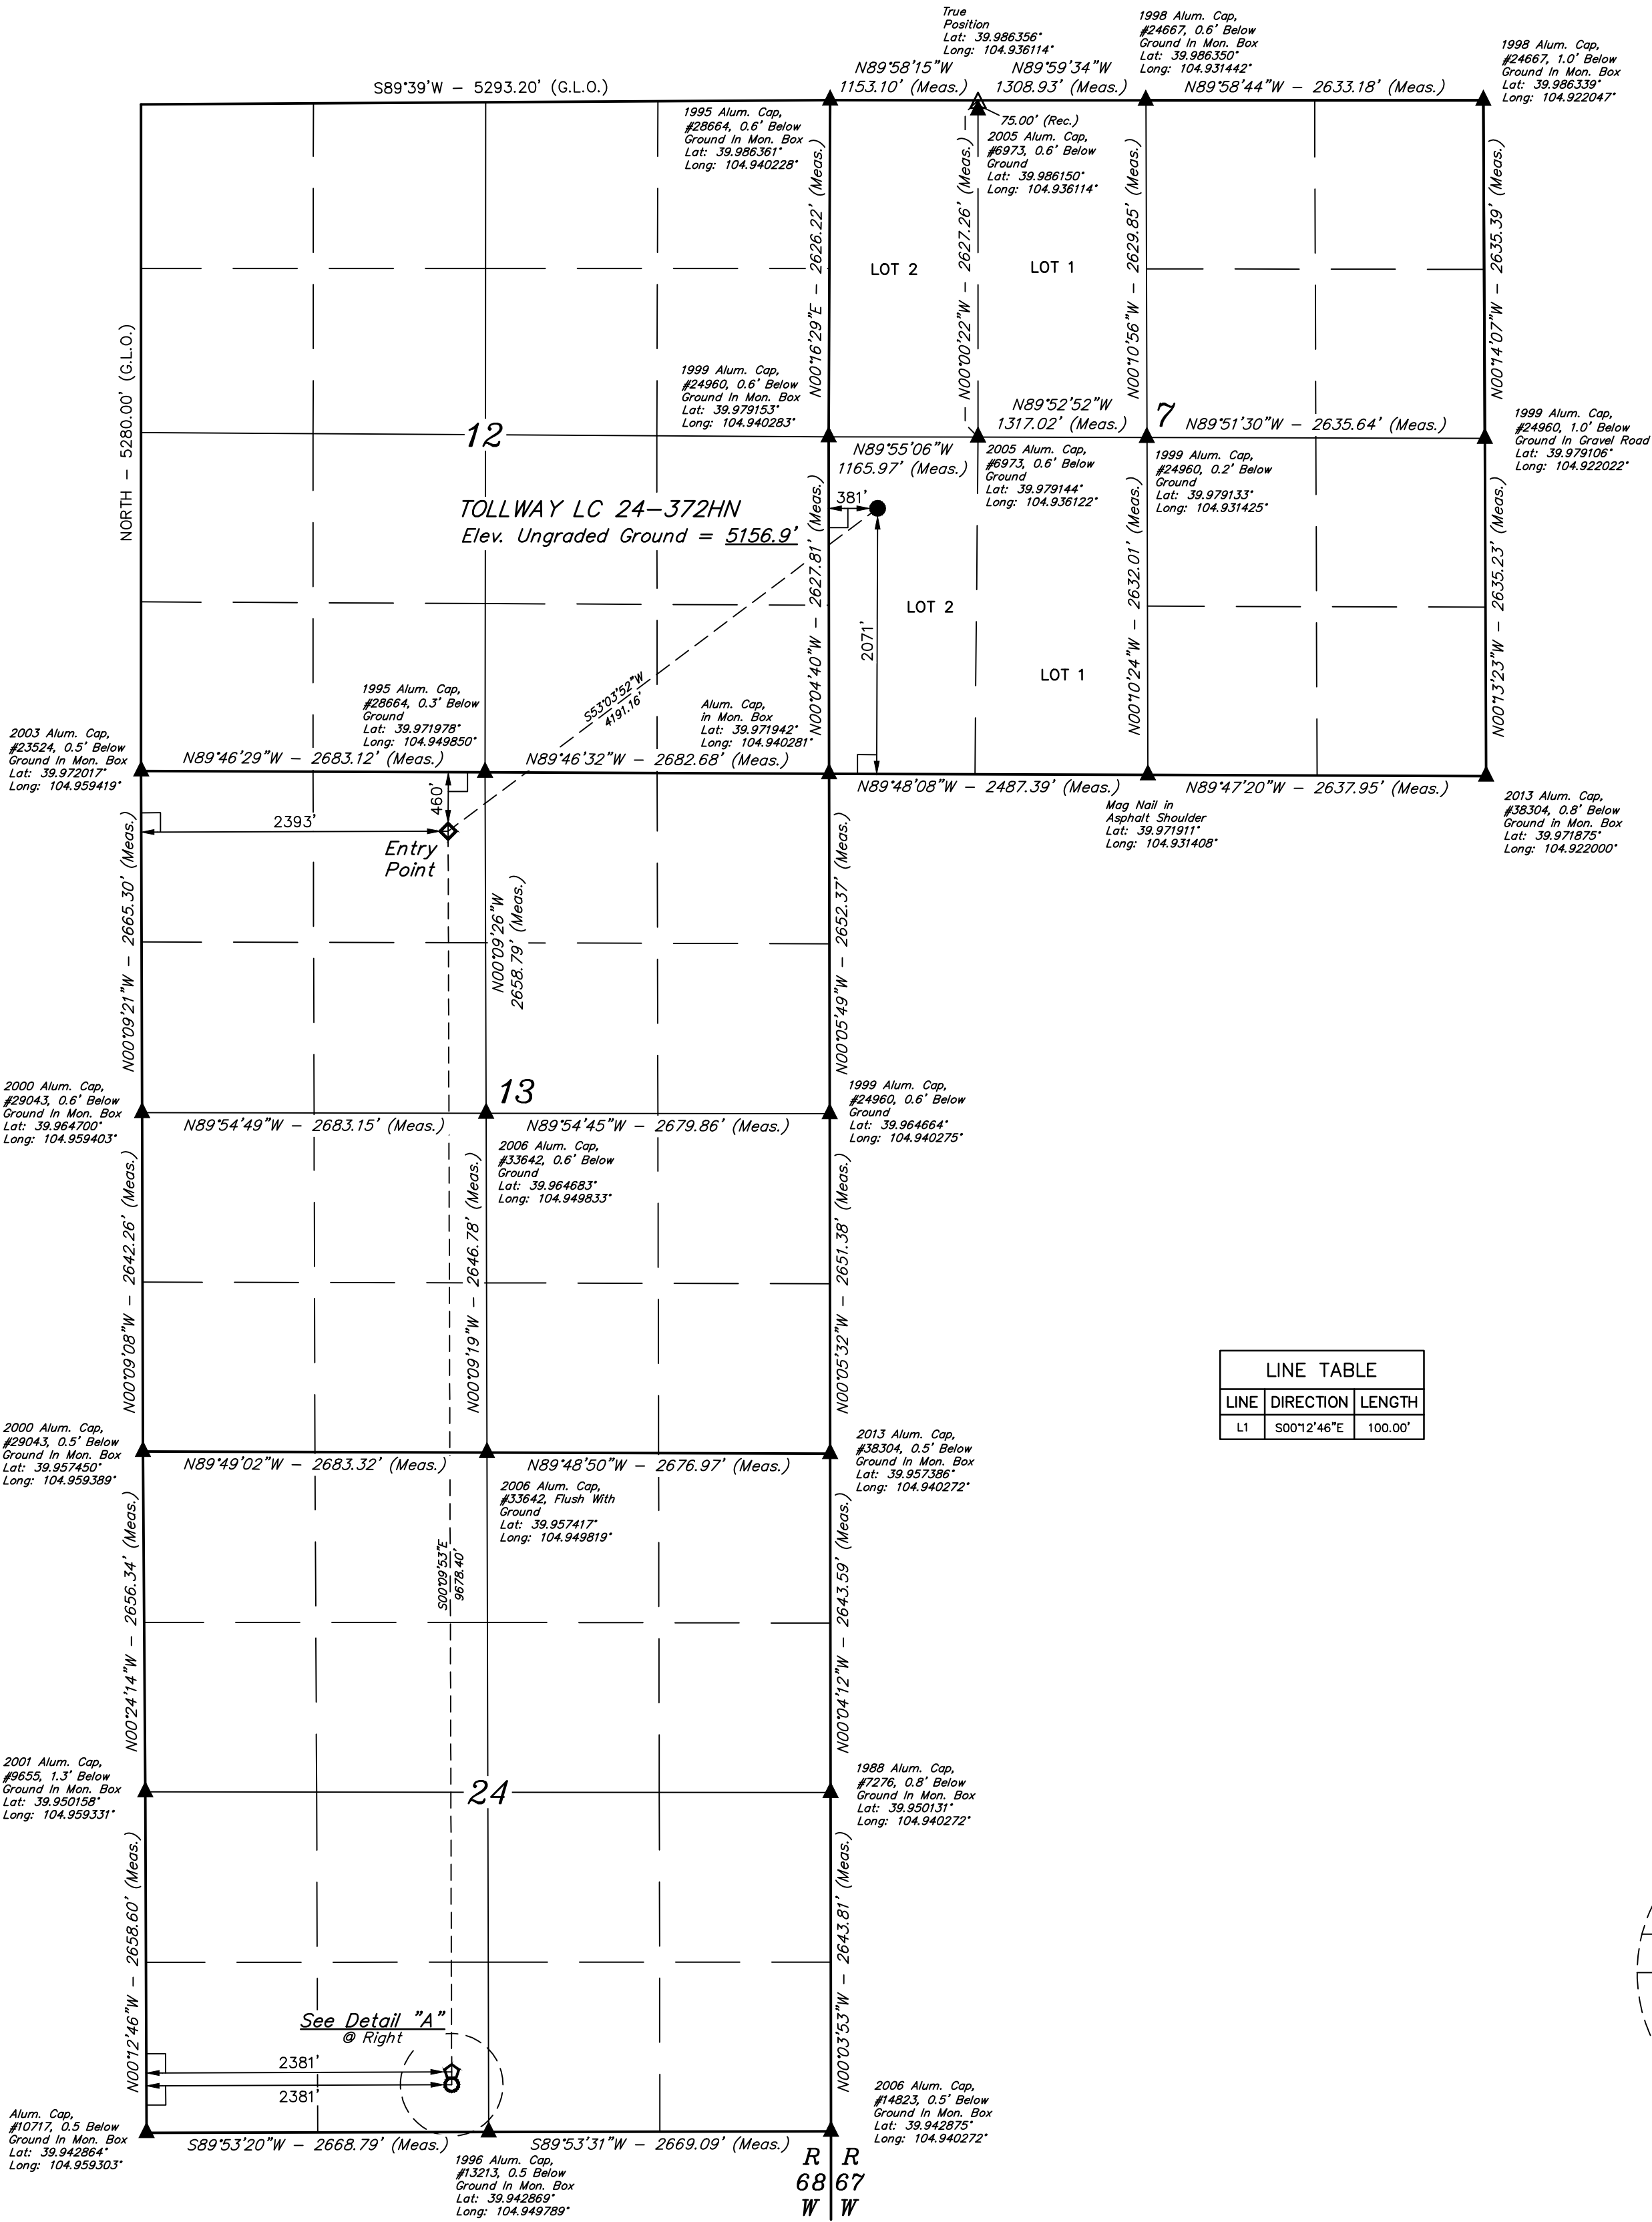 True
Position
Lat: 39.986356°
Long: 104.936114°
1998 Alum. Cap,
#24667, 0.6' Below
Ground In Mon. Box
Lat: 39.986350°
Long: 104.931442°
1998 Alum. Cap,
#24667, 1.0' Below
Ground In Mon. Box
Lat: 39.986339°
Long: 104.922047°
S89°39'W – 5293.20' (G.L.O.)
N89°58'15"W
1153.10' (Meas.)
N89°59'34"W
1308.93' (Meas.)
N89°58'44"W – 2633.18' (Meas.)
1995 Alum. Cap,
#28664, 0.6' Below
Ground In Mon. Box
Lat: 39.986361°
Long: 104.940228°
75.00' (Rec.)
2005 Alum. Cap,
#6973, 0.6' Below
Ground
Lat: 39.986150°
Long: 104.936114°
NORTH – 5280.00' (G.L.O.)
N00°16'29"E – 2626.22' (Meas.)
N00°00'22"W – 2627.26' (Meas.)
N00°10'56"W – 2629.85' (Meas.)
N00°14'07"W – 2635.39' (Meas.)
LOT 2
LOT 1
1999 Alum. Cap,
#24960, 0.6' Below
Ground In Mon. Box
Lat: 39.979153°
Long: 104.940283°
12
N89°52'52"W
1317.02' (Meas.)
7
N89°51'30"W – 2635.64' (Meas.)
1999 Alum. Cap,
#24960, 1.0' Below
Ground In Gravel Road
Lat: 39.979106°
Long: 104.922022°
N89°55'06"W
1165.97' (Meas.)
2005 Alum. Cap,
#6973, 0.6' Below
Ground
Lat: 39.979144°
Long: 104.936122°
1999 Alum. Cap,
#24960, 0.2' Below
Ground
Lat: 39.979133°
Long: 104.931425°
TOLLWAY LC 24–372HN
Elev. Ungraded Ground = 5156.9'
381'
2071'
N00°04'40"W – 2627.81' (Meas.)
N00°10'24"W – 2632.01' (Meas.)
N00°13'23"W – 2635.23' (Meas.)
LOT 2
LOT 1
S53°03'52"W
4191.16'
1995 Alum. Cap,
#28664, 0.3' Below
Ground
Lat: 39.971978°
Long: 104.949850°
Alum. Cap,
in Mon. Box
Lat: 39.971942°
Long: 104.940281°
2003 Alum. Cap,
#23524, 0.5' Below
Ground In Mon. Box
Lat: 39.972017°
Long: 104.959419°
N89°46'29"W – 2683.12' (Meas.)
N89°46'32"W – 2682.68' (Meas.)
N89°48'08"W – 2487.39' (Meas.)
N89°47'20"W – 2637.95' (Meas.)
Mag Nail in
Asphalt Shoulder
Lat: 39.971911°
Long: 104.931408°
2013 Alum. Cap,
#38304, 0.8' Below
Ground in Mon. Box
Lat: 39.971875°
Long: 104.922000°
460'
2393'
Entry
Point
N00°09'21"W – 2665.30' (Meas.)
N00°09'26"W
2658.79' (Meas.)
N00°05'49"W – 2652.37' (Meas.)
2000 Alum. Cap,
#29043, 0.6' Below
Ground In Mon. Box
Lat: 39.964700°
Long: 104.959403°
13
1999 Alum. Cap,
#24960, 0.6' Below
Ground
Lat: 39.964664°
Long: 104.940275°
N89°54'49"W – 2683.15' (Meas.)
N89°54'45"W – 2679.86' (Meas.)
2006 Alum. Cap,
#33642, 0.6' Below
Ground
Lat: 39.964683°
Long: 104.949833°
N00°09'08"W – 2642.26' (Meas.)
N00°09'19"W – 2646.78' (Meas.)
N00°05'32"W – 2651.38' (Meas.)
LINE TABLE
LINE DIRECTION LENGTH
L1 S00°12'46"E 100.00'
2000 Alum. Cap,
#29043, 0.5' Below
Ground In Mon. Box
Lat: 39.957450°
Long: 104.959389°
2013 Alum. Cap,
#38304, 0.5' Below
Ground In Mon. Box
Lat: 39.957386°
Long: 104.940272°
N89°49'02"W – 2683.32' (Meas.)
N89°48'50"W – 2676.97' (Meas.)
2006 Alum. Cap,
#33642, Flush With
Ground
Lat: 39.957417°
Long: 104.949819°
S00°09'53"E
9678.40'
N00°24'14"W – 2656.34' (Meas.)
N00°04'12"W – 2643.59' (Meas.)
2001 Alum. Cap,
#9655, 1.3' Below
Ground In Mon. Box
Lat: 39.950158°
Long: 104.959331°
24
1988 Alum. Cap,
#7276, 0.8' Below
Ground In Mon. Box
Lat: 39.950131°
Long: 104.940272°
N00°12'46"W – 2658.60' (Meas.)
N00°03'53"W – 2643.81' (Meas.)
See Detail "A"
@ Right
2381'
2381'
Alum. Cap,
#10717, 0.5 Below
Ground In Mon. Box
Lat: 39.942864°
Long: 104.959303°
2006 Alum. Cap,
#14823, 0.5' Below
Ground In Mon. Box
Lat: 39.942875°
Long: 104.940272°
S89°53'20"W – 2668.79' (Meas.)
S89°53'31"W – 2669.09' (Meas.)
1996 Alum. Cap,
#13213, 0.5 Below
Ground In Mon. Box
Lat: 39.942869°
Long: 104.949789°
R R
68 67
W W